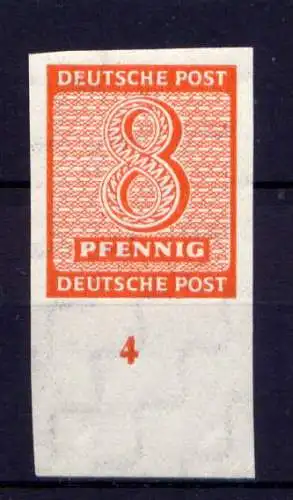 DEUTSCHE POST
8
PFENNIG
DEUTSCHE POST
4